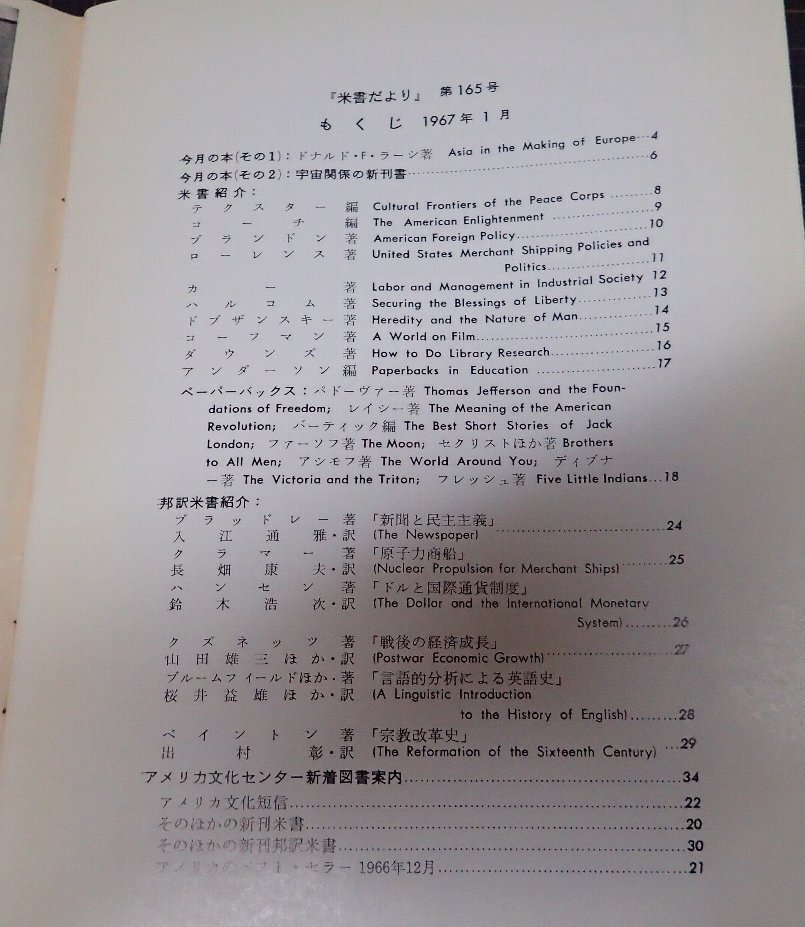 『米書だより』 第165号
もくじ 1967年1月
今月の本(その1):ドナルド・F・ラーシ著 Asia in the Making of Europe…4
今月の本(その2):宇宙関係の新刊書……6
米書紹介:
テクスター編 Cultural Frontiers of the Peace Corps ……8
コーチ編 The American Enlightenment ……9
ブランドン著 American Foreign Policy……10
ローレンス著 United States Merchant Shipping Policies and
Politics……11
カー著 Labor and Management in Industrial Society 12
ハルコム著 Securing the Blessings of Liberty……13
ドブザンスキー著 Heredity and the Nature of Man……14
コーフマン著 A World on Film……15
ダウンズ著 How to Do Library Research……16
アンダーソン編 Paperbacks in Education ……17
ペーパーバックス:パドーヴァー著 Thomas Jefferson and the Foun-
dations of Freedom; レイシー著 The Meaning of the American
Revolution; バーティック編 The Best Short Stories of Jack
London; ファーソフ著 The Moon; セクリストほか著 Brothers
to All Men; アシモフ著 The World Around You; ディブナ
ー著 The Victoria and the Triton; フレッシュ著 Five Little Indians…18
邦訳米書紹介:
ブラッドレー著 「新聞と民主主義」
入江通雅・訳 (The Newspaper) ……24
クラマー著 「原子力商船」
長畑康夫・訳 (Nuclear Propulsion for Merchant Ships)……25
ハンセン著 「ドルと国際通貨制度」
鈴木浩次・訳 (The Dollar and the International Monetary
System)……26
クズネッツ著 「戦後の経済成長」
山田雄三ほか・訳 (Postwar Economic Growth)……27
ブルームフィールドほか・著 「言語的分析による英語史」
桜井益雄ほか・訳 (A Linguistic Introduction
to the History of English)……28
ベイントン著 「宗教改革史」
出村彰・訳 (The Reformation of the Sixteenth Century) …29
アメリカ文化センター新着図書案内……34
アメリカ文化短信……22
そのほかの新刊米書……20
そのほかの新刊邦訳米書……30
アメリカのベスト・セラー 1966年12月……21